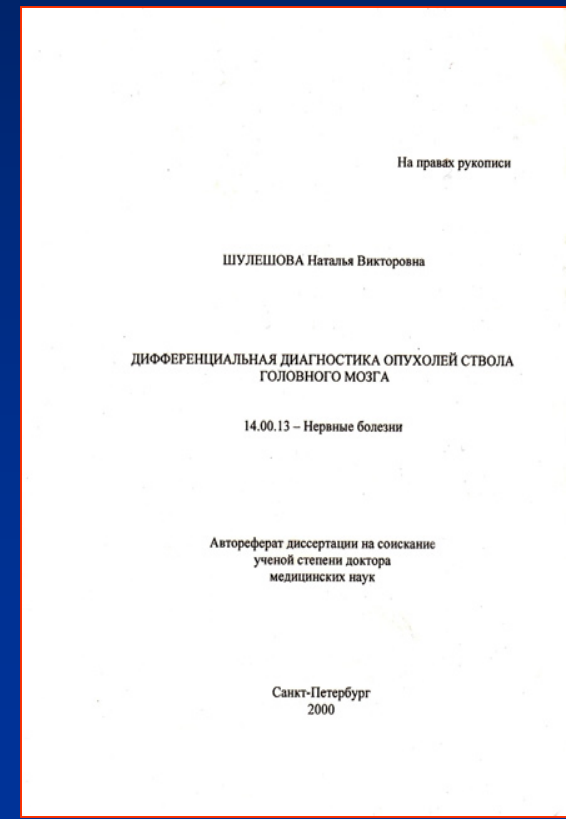 На правах рукописи
ШУЛЕШОВА Наталья Викторовна
ДИФФЕРЕНЦИАЛЬНАЯ ДИАГНОСТИКА ОПУХОЛЕЙ СТВОЛА
ГОЛОВНОГО МОЗГА
14.00.13 – Нервные болезни
Автореферат диссертации на соискание
ученой степени доктора
медицинских наук
Санкт-Петербург
2000